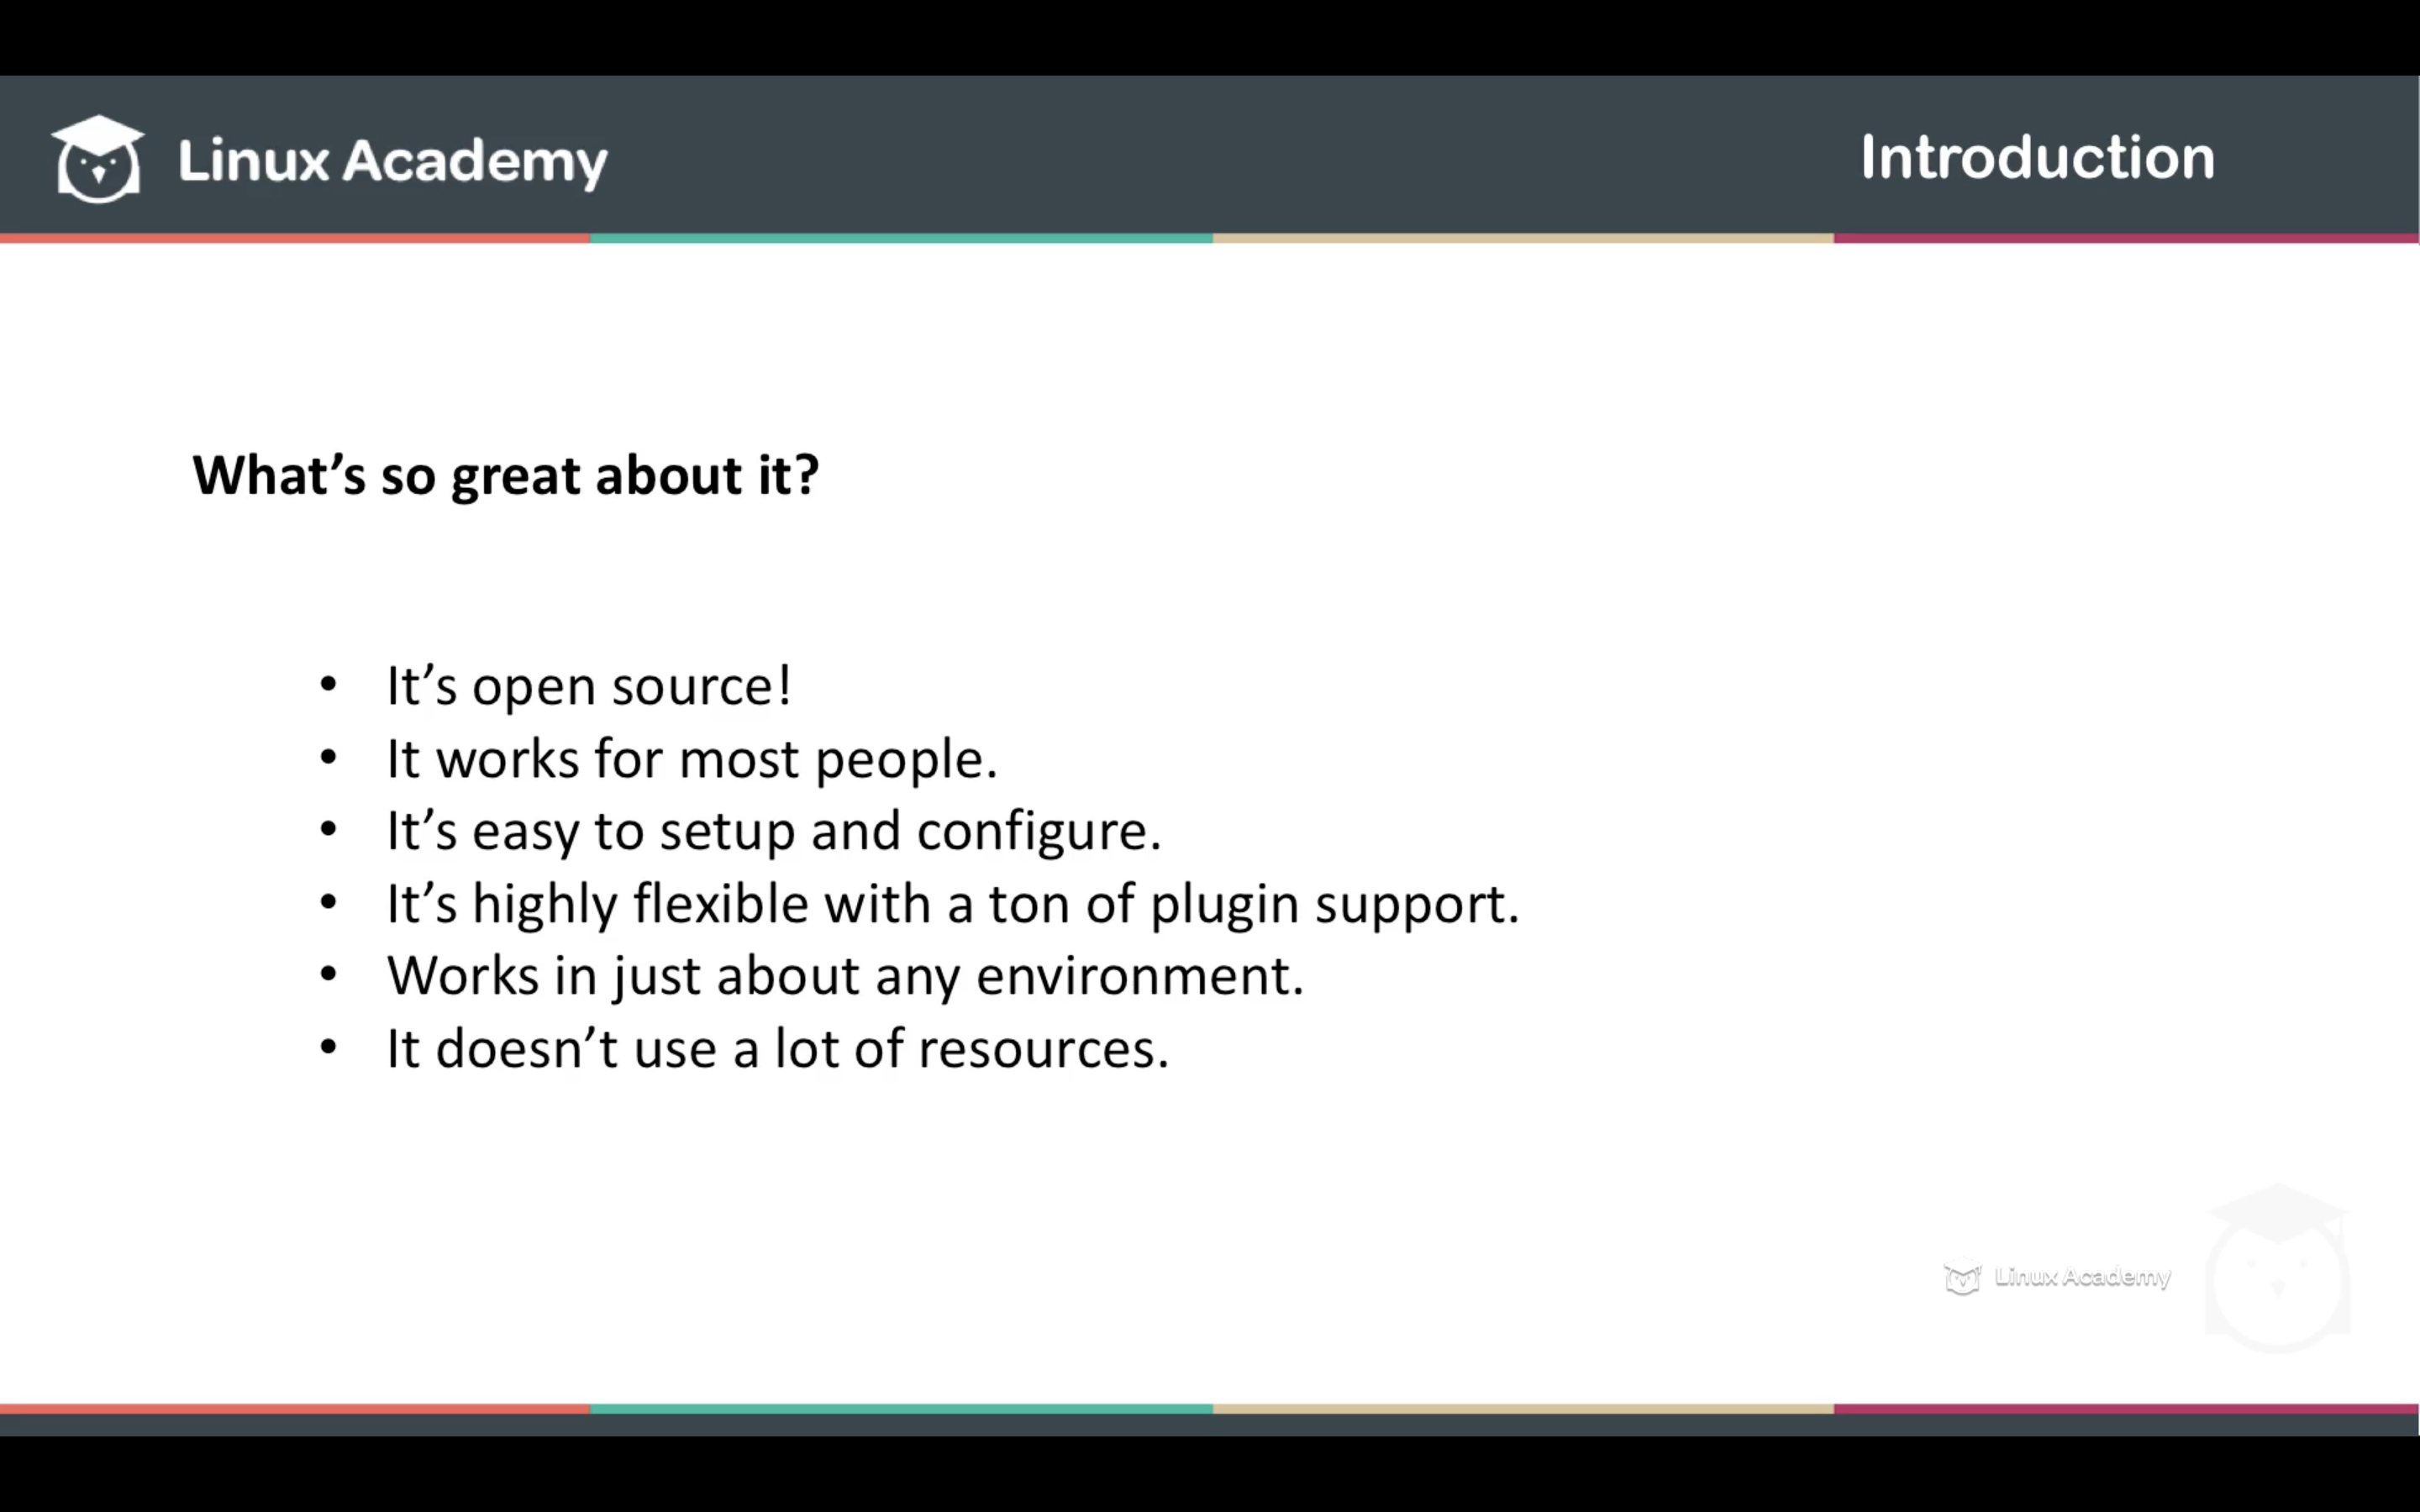 Linux Academy
Introduction
What’s so great about it?
• It’s open source!
• It works for most people.
• It’s easy to setup and configure.
• It’s highly flexible with a ton of plugin support.
• Works in just about any environment.
• It doesn’t use a lot of resources.
Linux Academy